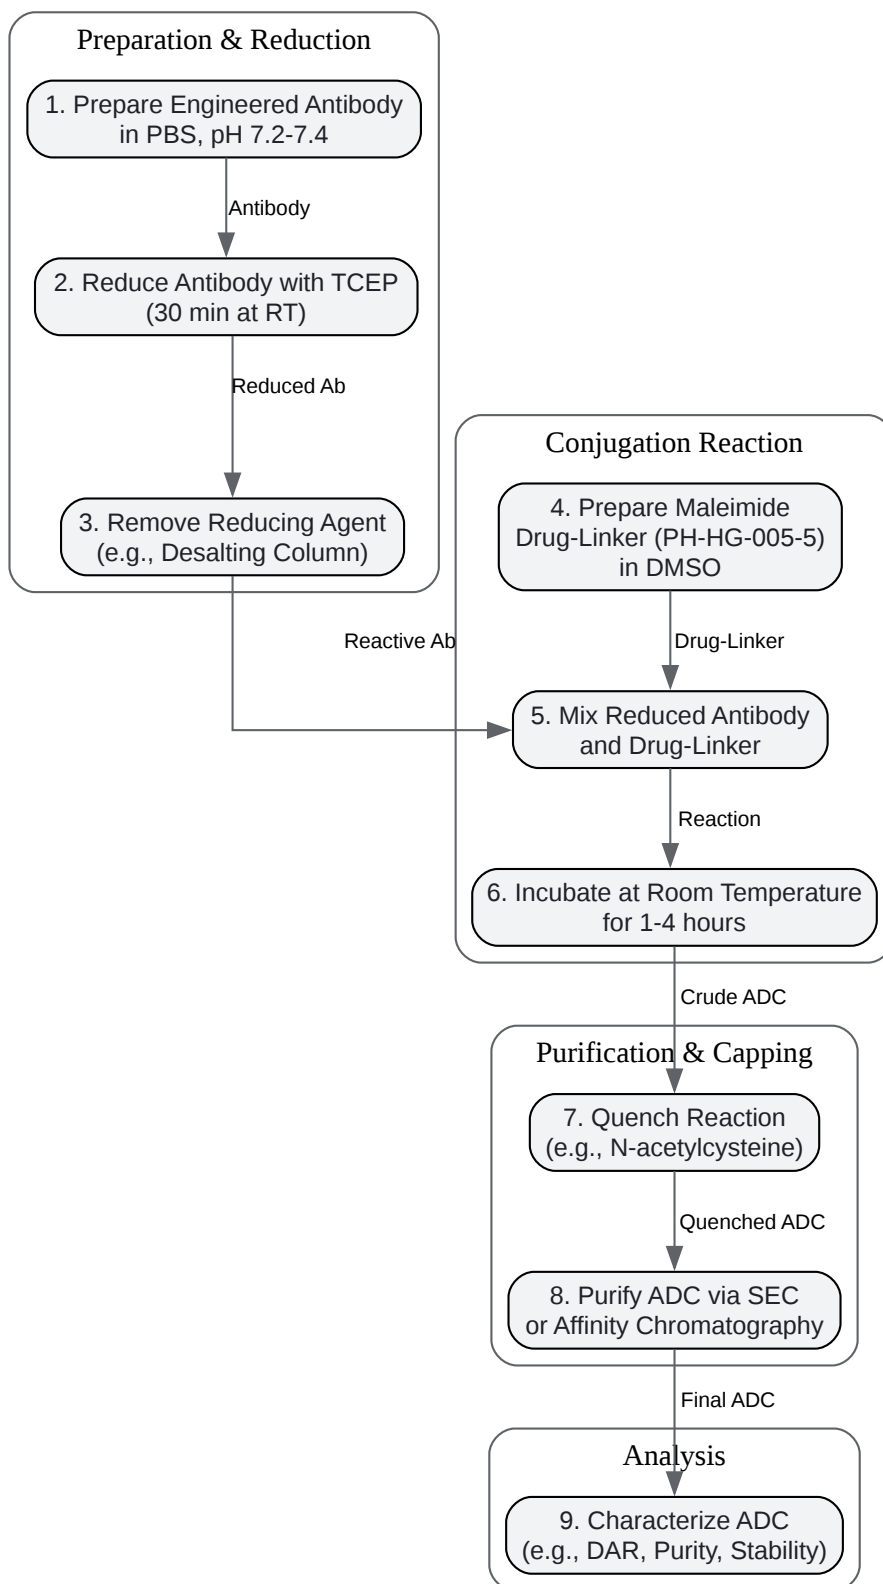 Preparation & Reduction
1. Prepare Engineered Antibody
in PBS, pH 7.2-7.4
Antibody
2. Reduce Antibody with TCEP
(30 min at RT)
Reduced Ab
3. Remove Reducing Agent
(e.g., Desalting Column)
Reactive Ab
Conjugation Reaction
4. Prepare Maleimide
Drug-Linker (PH-HG-005-5)
in DMSO
Drug-Linker
5. Mix Reduced Antibody
and Drug-Linker
Reaction
6. Incubate at Room Temperature
for 1-4 hours
Crude ADC
Purification & Capping
7. Quench Reaction
(e.g., N-acetylcysteine)
Quenched ADC
8. Purify ADC via SEC
or Affinity Chromatography
Final ADC
Analysis
9. Characterize ADC
(e.g., DAR, Purity, Stability)